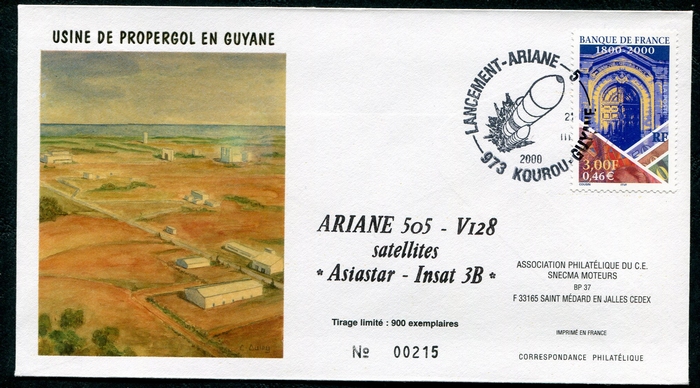 USINE DE PROPERGOL EN GUYANE
LANCEMENT-ARIANE-5
2000
973 KOUROU-GUYANE
BANQUE DE FRANCE
1800-2000
RF
3,00F
0,46€
ARIANE 505 - V128
satellites
* Asiastar - Insat 3B *
Tirage limité : 900 exemplaires
No 00215
ASSOCIATION PHILATÉLIQUE DU C.E.
SNECMA MOTEURS
BP 37
F 33165 SAINT MÉDARD EN JALLES CEDEX
IMPRIMÉ EN FRANCE
CORRESPONDANCE PHILATÉLIQUE